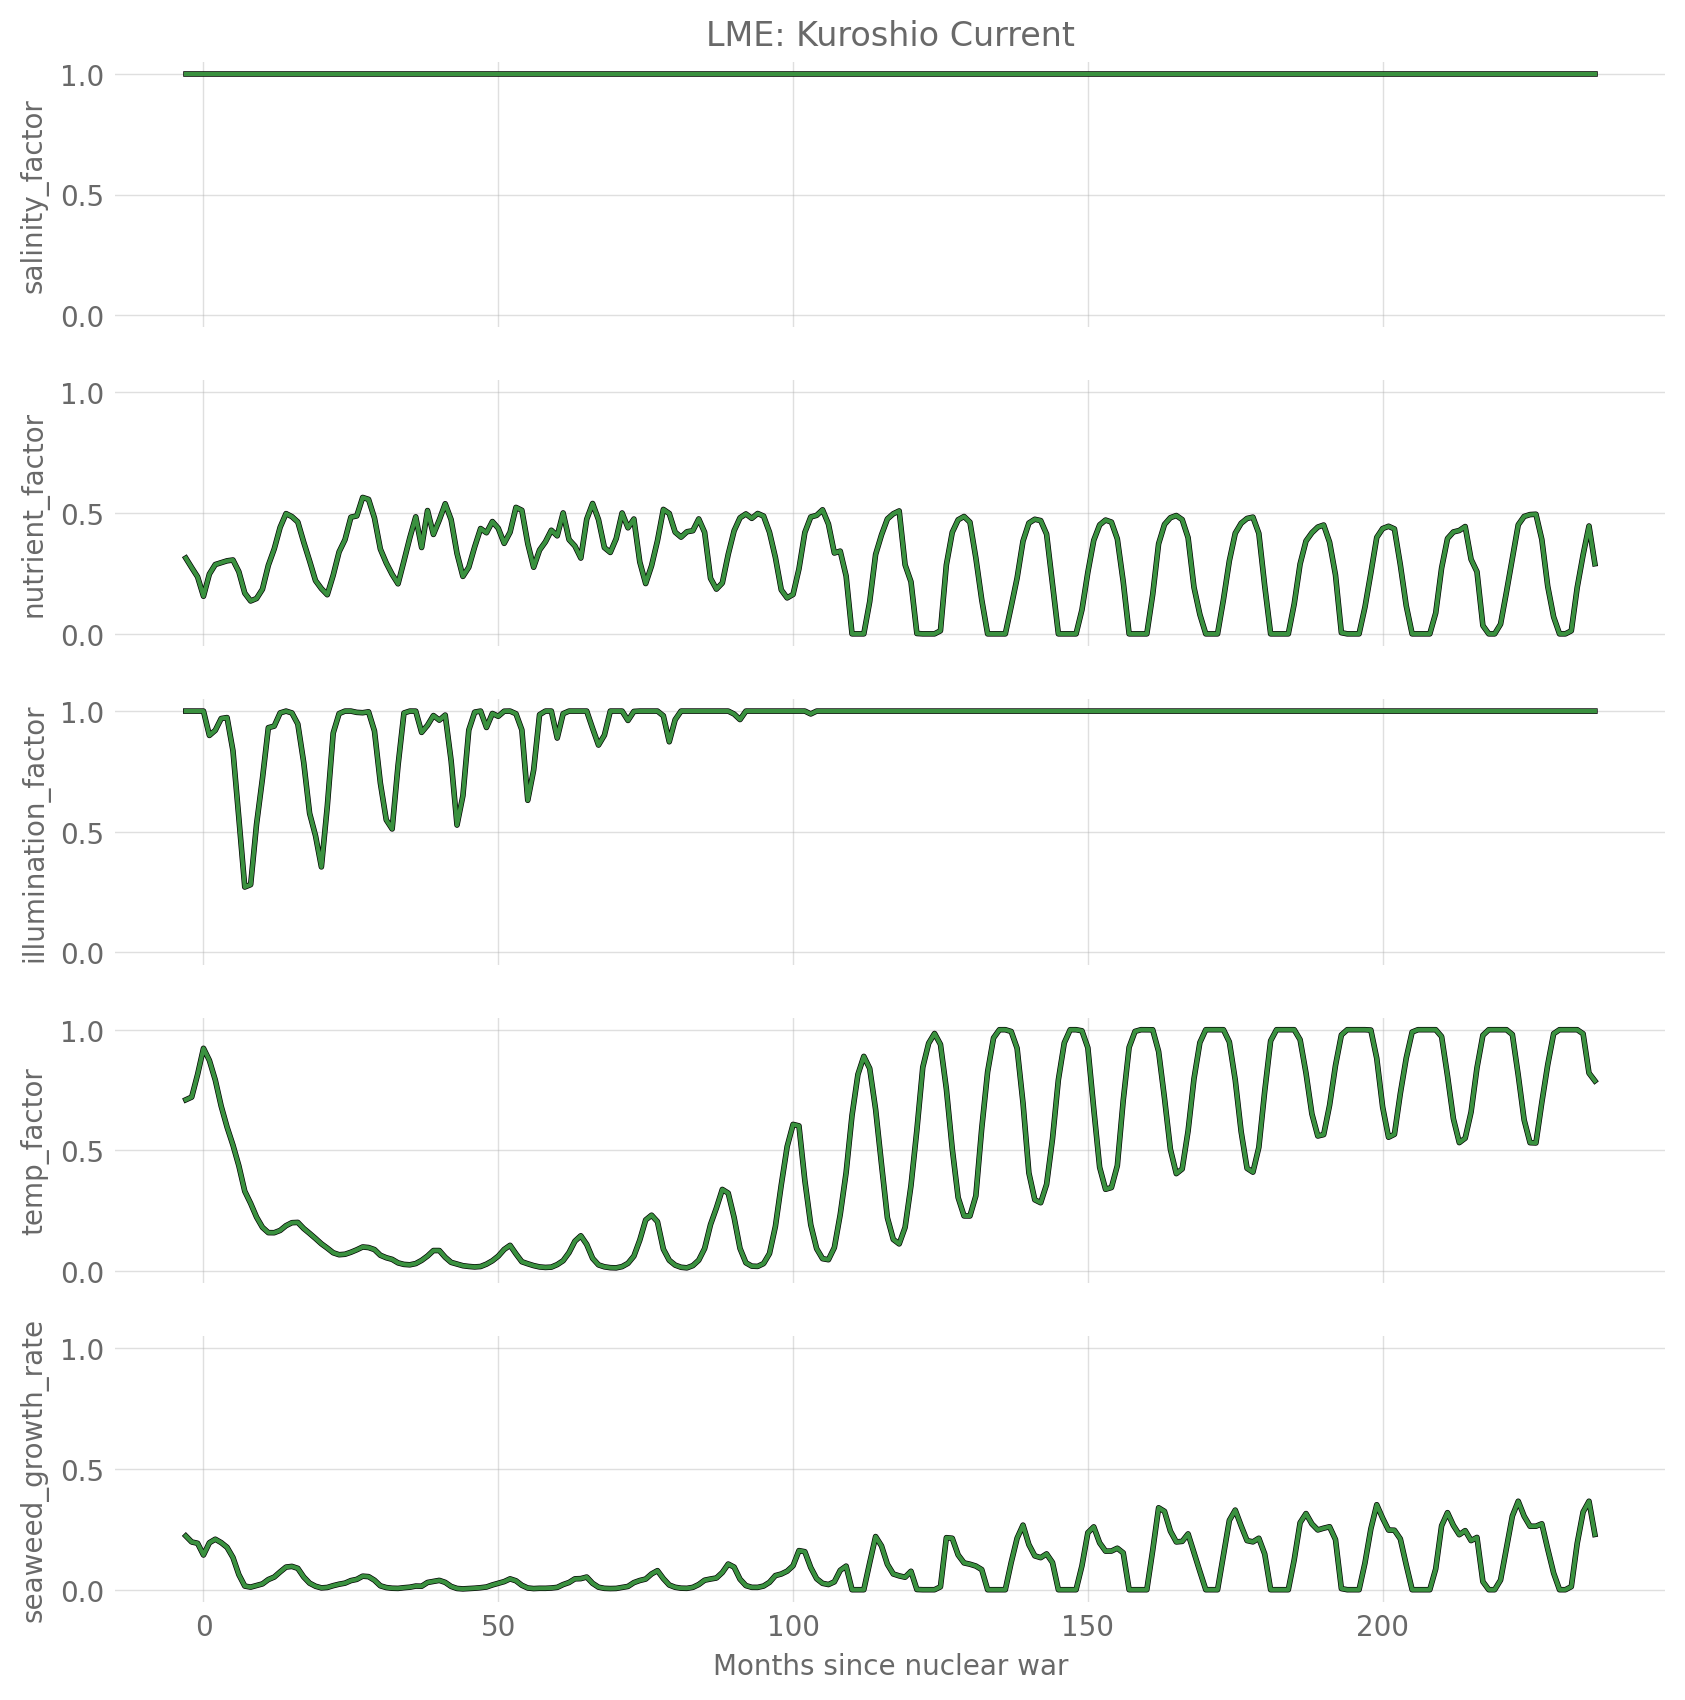 LME: Kuroshio Current
salinity_factor
1.0
0.5
0.0
nutrient_factor
1.0
0.5
0.0
illumination_factor
1.0
0.5
0.0
temp_factor
1.0
0.5
0.0
seaweed_growth_rate
1.0
0.5
0.0
0 50 100 150 200
Months since nuclear war